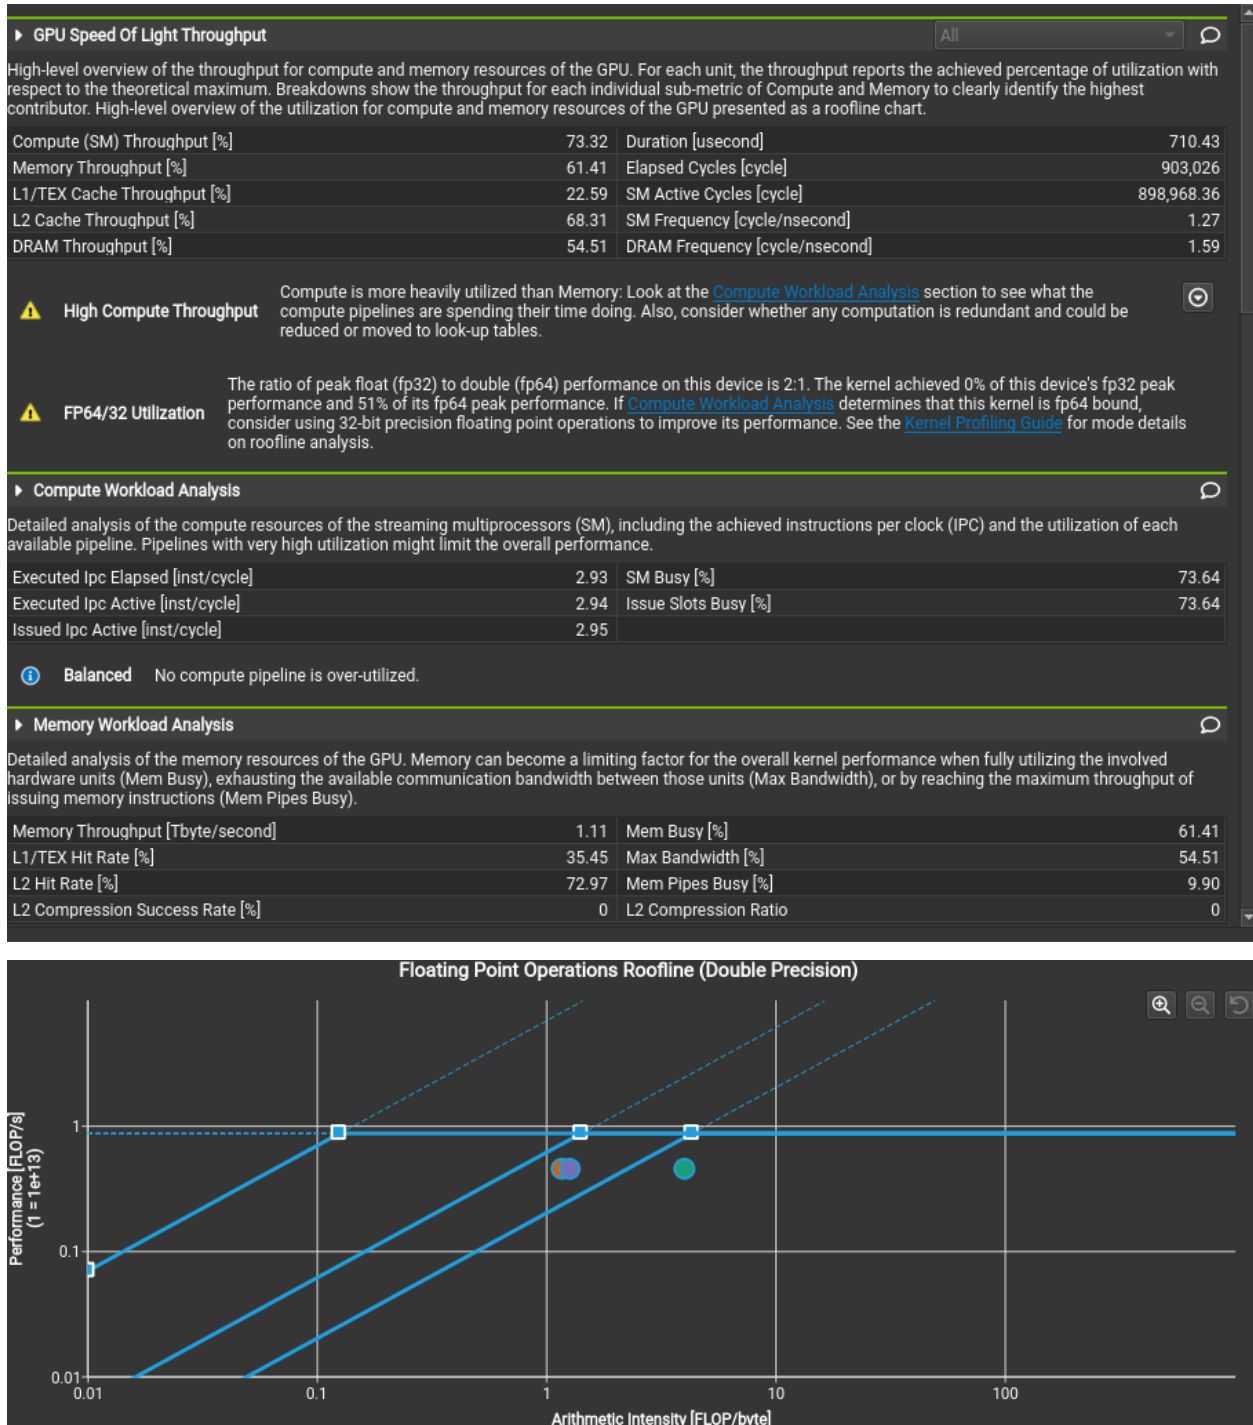 GPU Speed Of Light Throughput
All
High-level overview of the throughput for compute and memory resources of the GPU. For each unit, the throughput reports the achieved percentage of utilization with
respect to the theoretical maximum. Breakdowns show the throughput for each individual sub-metric of Compute and Memory to clearly identify the highest
contributor. High-level overview of the utilization for compute and memory resources of the GPU presented as a roofline chart.
Compute (SM) Throughput [%] 73.32 Duration [usecond] 710.43
Memory Throughput [%] 61.41 Elapsed Cycles [cycle] 903,026
L1/TEX Cache Throughput [%] 22.59 SM Active Cycles [cycle] 898,968.36
L2 Cache Throughput [%] 68.31 SM Frequency [cycle/nsecond] 1.27
DRAM Throughput [%] 54.51 DRAM Frequency [cycle/nsecond] 1.59
High Compute Throughput
Compute is more heavily utilized than Memory: Look at the Compute Workload Analysis section to see what the
compute pipelines are spending their time doing. Also, consider whether any computation is redundant and could be
reduced or moved to look-up tables.
FP64/32 Utilization
The ratio of peak float (fp32) to double (fp64) performance on this device is 2:1. The kernel achieved 0% of this device's fp32 peak
performance and 51% of its fp64 peak performance. If Compute Workload Analysis determines that this kernel is fp64 bound,
consider using 32-bit precision floating point operations to improve its performance. See the Kernel Profiling Guide for mode details
on roofline analysis.
Compute Workload Analysis
Detailed analysis of the compute resources of the streaming multiprocessors (SM), including the achieved instructions per clock (IPC) and the utilization of each
available pipeline. Pipelines with very high utilization might limit the overall performance.
Executed Ipc Elapsed [inst/cycle] 2.93 SM Busy [%] 73.64
Executed Ipc Active [inst/cycle] 2.94 Issue Slots Busy [%] 73.64
Issued Ipc Active [inst/cycle] 2.95
Balanced No compute pipeline is over-utilized.
Memory Workload Analysis
Detailed analysis of the memory resources of the GPU. Memory can become a limiting factor for the overall kernel performance when fully utilizing the involved
hardware units (Mem Busy), exhausting the available communication bandwidth between those units (Max Bandwidth), or by reaching the maximum throughput of
issuing memory instructions (Mem Pipes Busy).
Memory Throughput [Tbyte/second] 1.11 Mem Busy [%] 61.41
L1/TEX Hit Rate [%] 35.45 Max Bandwidth [%] 54.51
L2 Hit Rate [%] 72.97 Mem Pipes Busy [%] 9.90
L2 Compression Success Rate [%] 0 L2 Compression Ratio 0
Floating Point Operations Roofline (Double Precision)
Performance [FLOP/s]
(1 = 1e+13)
1
0.1
0.01
0.01 0.1 1 10 100
Arithmetic Intensity [FLOP/byte]